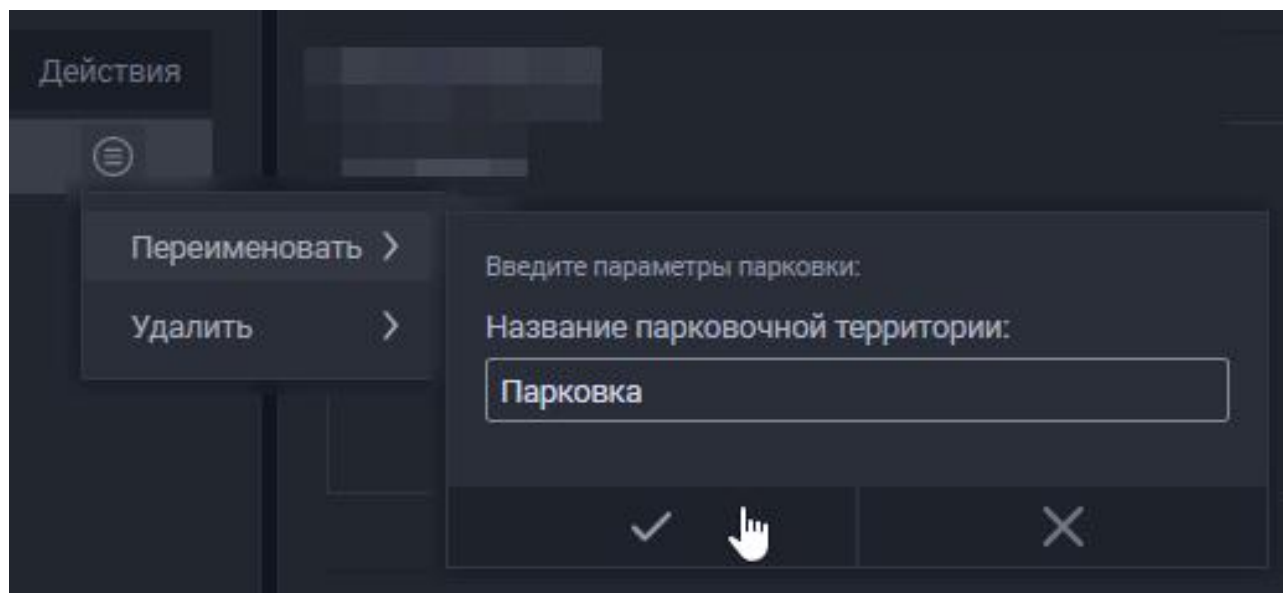 Действия
Переименовать
Удалить
Введите параметры парковки:
Название парковочной территории:
Парковка